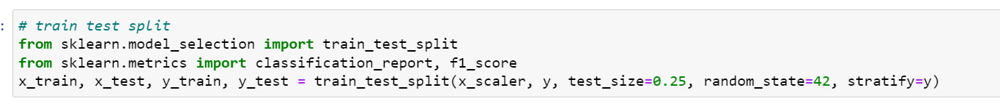 :
# train test split
from sklearn.model_selection import train_test_split
from sklearn.metrics import classification_report, f1_score
x_train, x_test, y_train, y_test = train_test_split(x_scaler, y, test_size=0.25, random_state=42, stratify=y)